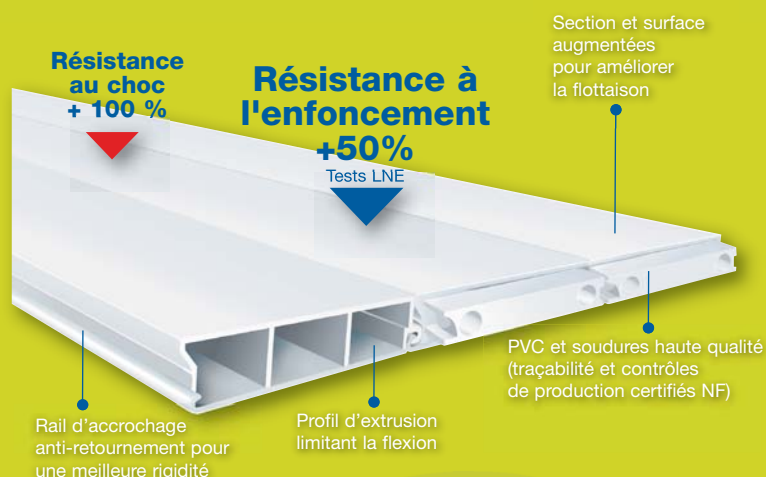 Section et surface
augmentées
pour améliorer
la flottaison
Résistance
au choc
+ 100 %
Résistance à
l'enfoncement
+50%
Tests LNE
PVC et soudures haute qualité
(traçabilité et contrôles
de production certifiés NF)
Profil d'extrusion
limitant la flexion
Rail d'accrochage
anti-retournement pour
une meilleure rigidité